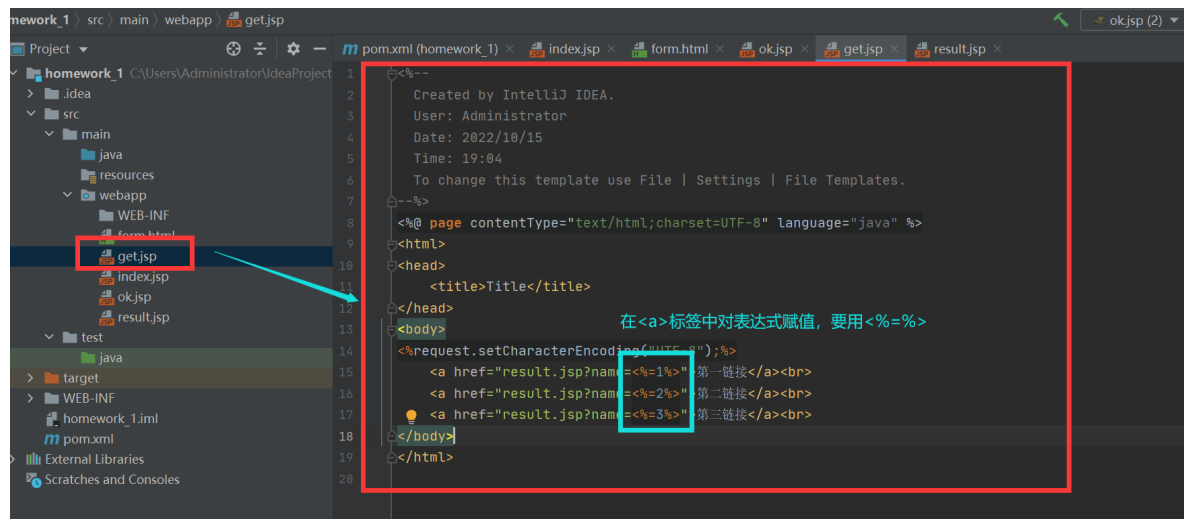 mework_1 〉 src 〉 main 〉 webapp 〉 get.jsp
ok.jsp (2)
Project
pom.xml (homework_1) × index.jsp × form.html × ok.jsp × get.jsp × result.jsp ×
homework_1 C:\Users\Administrator\IdeaProject
.idea
src
main
java
resources
webapp
WEB-INF
form.html
get.jsp
index.jsp
ok.jsp
result.jsp
test
java
target
WEB-INF
homework_1.iml
pom.xml
External Libraries
Scratches and Consoles
1 <%--
2 Created by IntelliJ IDEA.
3 User: Administrator
4 Date: 2022/10/15
5 Time: 19:04
6 To change this template use File | Settings | File Templates.
7 --%>
8 <%@ page contentType="text/html;charset=UTF-8" language="java" %>
9 <html>
10 <head>
11 <title>Title</title>
12 </head>
在<a>标签中对表达式赋值，要用<%=%>
13 <body>
14 <%request.setCharacterEncoding("UTF-8");%>
15 <a href="result.jsp?name=<%=1%>">第一链接</a><br>
16 <a href="result.jsp?name=<%=2%>">第二链接</a><br>
17 <a href="result.jsp?name=<%=3%>">第三链接</a><br>
18 </body>
19 </html>
20